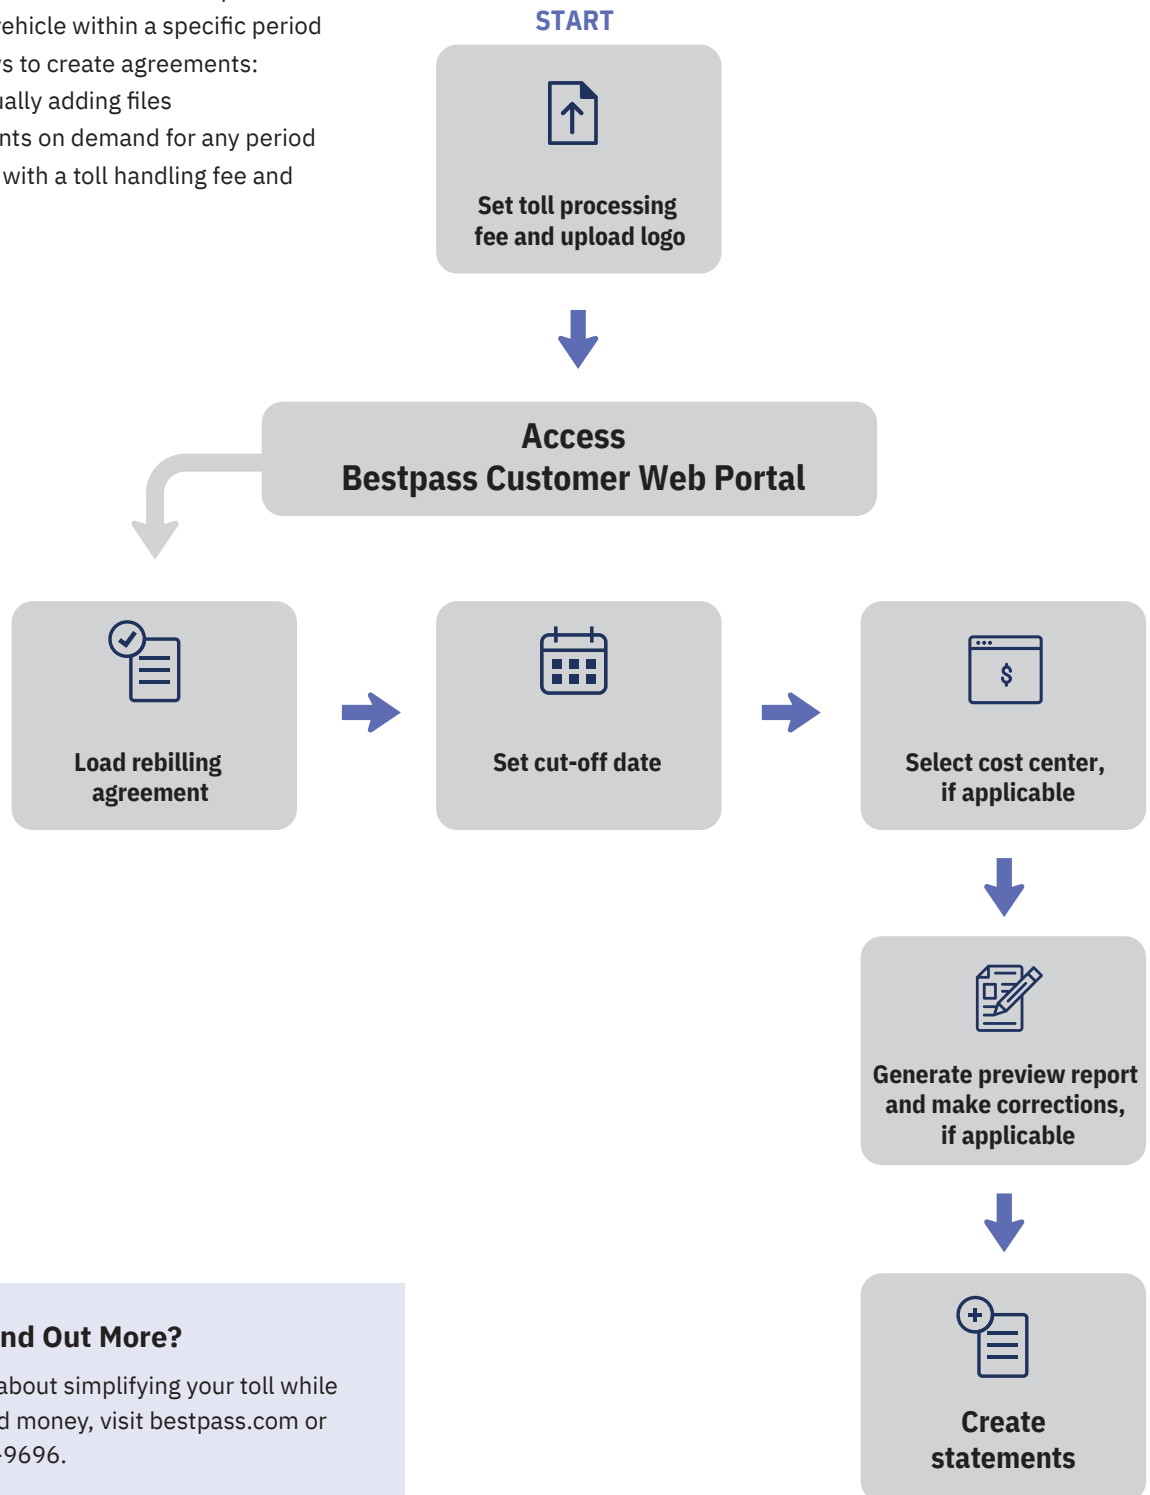 vehicle within a specific period
s to create agreements:
ually adding files
nts on demand for any period
with a toll handling fee and
START
Set toll processing
fee and upload logo
Access
Bestpass Customer Web Portal
Load rebilling
agreement
Set cut-off date
$
Select cost center,
if applicable
Generate preview report
and make corrections,
if applicable
Create
statements
nd Out More?
about simplifying your toll while
d money, visit bestpass.com or
-9696.